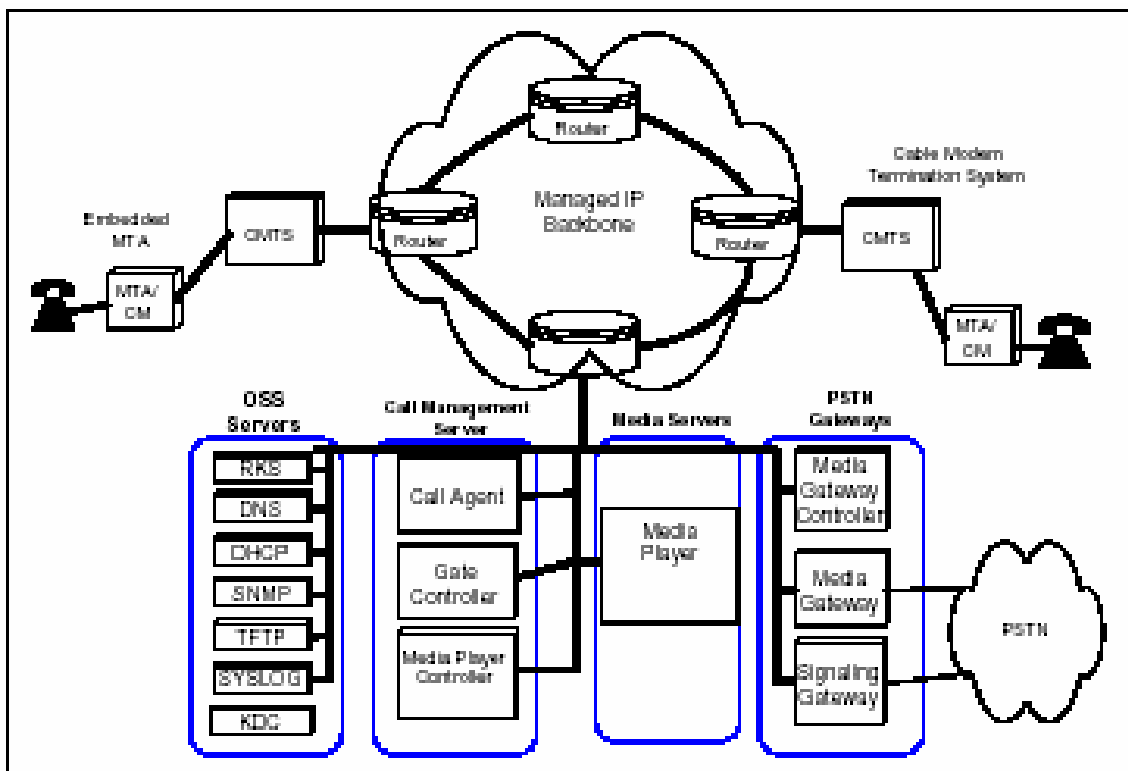 Router
Managed IP
Backbone
Router
Router
Cable Modem
Termination System
Embedded
MTA
CMTS
CMTS
MTA/
CM
MTA/
CM
OSS
Servers
RKS
DNS
DHCP
SNMP
TFTP
SYSLOG
KDC
Call Management
Server
Call Agent
Gate
Controller
Media Player
Controller
Media Servers
Media
Player
PSTN
Gateways
Media
Gateway
Controller
Media
Gateway
Signaling
Gateway
PSTN